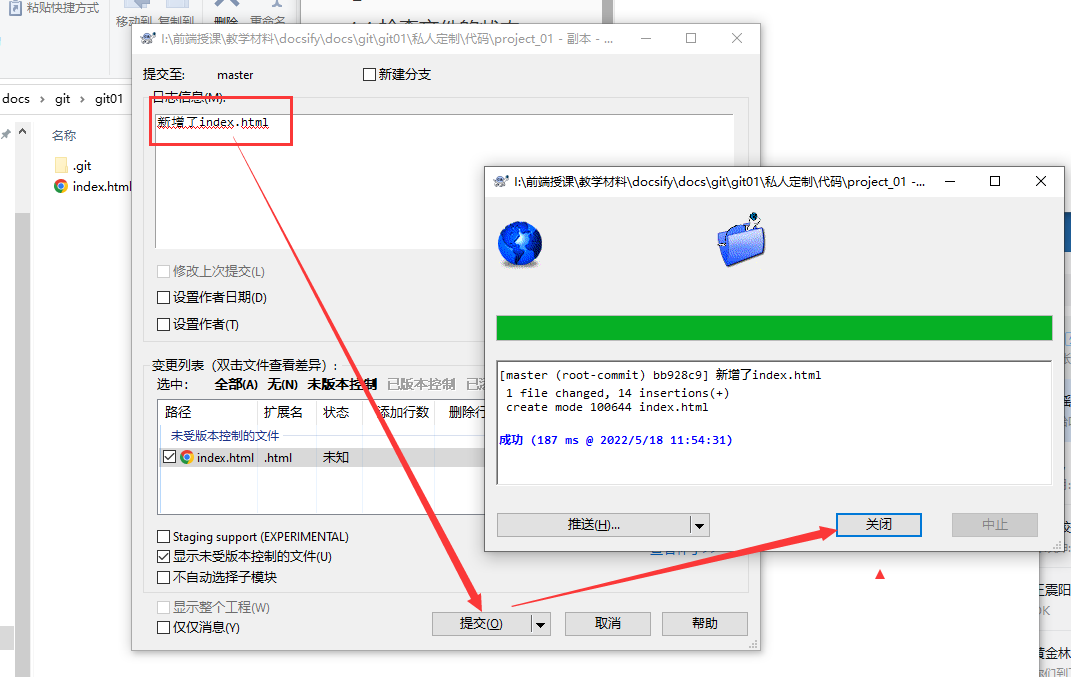 粘贴快捷方式
移动到 复制到 删除 重命名
I:\前端授课\教学材料\docsify\docs\git\git01\私人定制\代码\project_01 - 副本 - ...
提交至: master
新建分支
docs > git > git01
日志信息(M):
新增了index.html
名称
.git
index.html
I:\前端授课\教学材料\docsify\docs\git\git01\私人定制\代码\project_01 -...
修改上次提交(L)
设置作者日期(D)
设置作者(T)
变更列表（双击文件查看差异）:
选中: 全部(A) 无(N) 未版本控制 已版本控制
路径 扩展名 状态 添加行数 删除行
未受版本控制的文件
index.html .html 未知
[master (root-commit) bb928c9] 新增了index.html
1 file changed, 14 insertions(+)
create mode 100644 index.html
成功 (187 ms @ 2022/5/18 11:54:31)
推送(H)... 关闭 中止
Staging support (EXPERIMENTAL)
显示未受版本控制的文件(U)
不自动选择子模块
显示整个工程(W)
仅仅消息(Y)
提交(O) 取消 帮助
王震阳
OK
黄金林